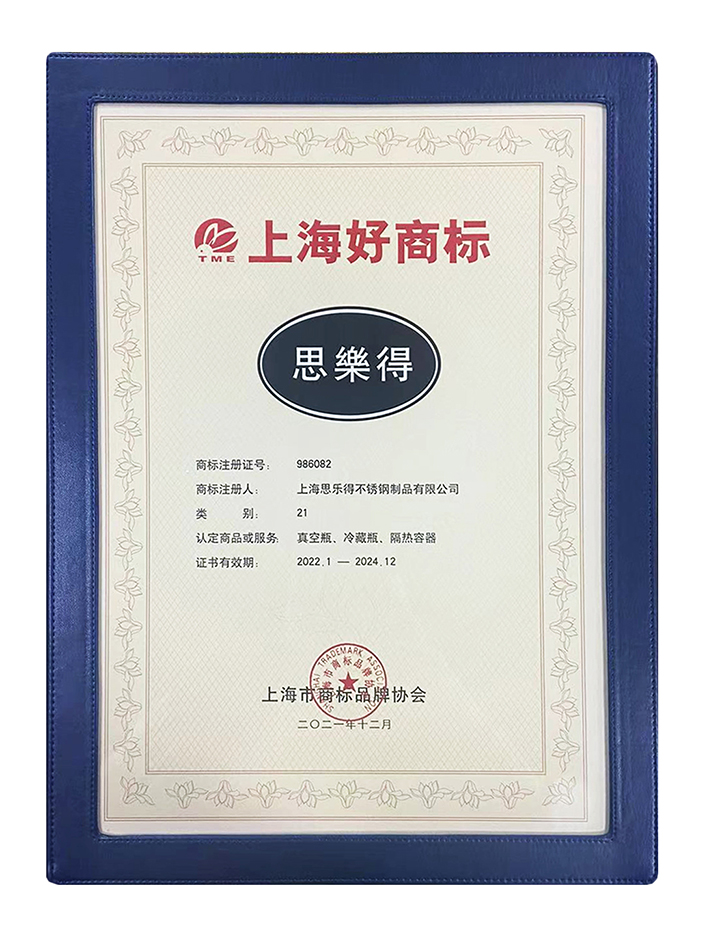 TME
上海好商标
思樂得
商标注册证号： 986082
商标注册人： 上海思乐得不锈钢制品有限公司
类 别： 21
认定商品或服务： 真空瓶、冷藏瓶、隔热容器
证书有效期： 2022.1 — 2024.12
SHANGHAI TRADEMARK ASSOCIATION
上海市商标品牌协会
二〇二一年十二月